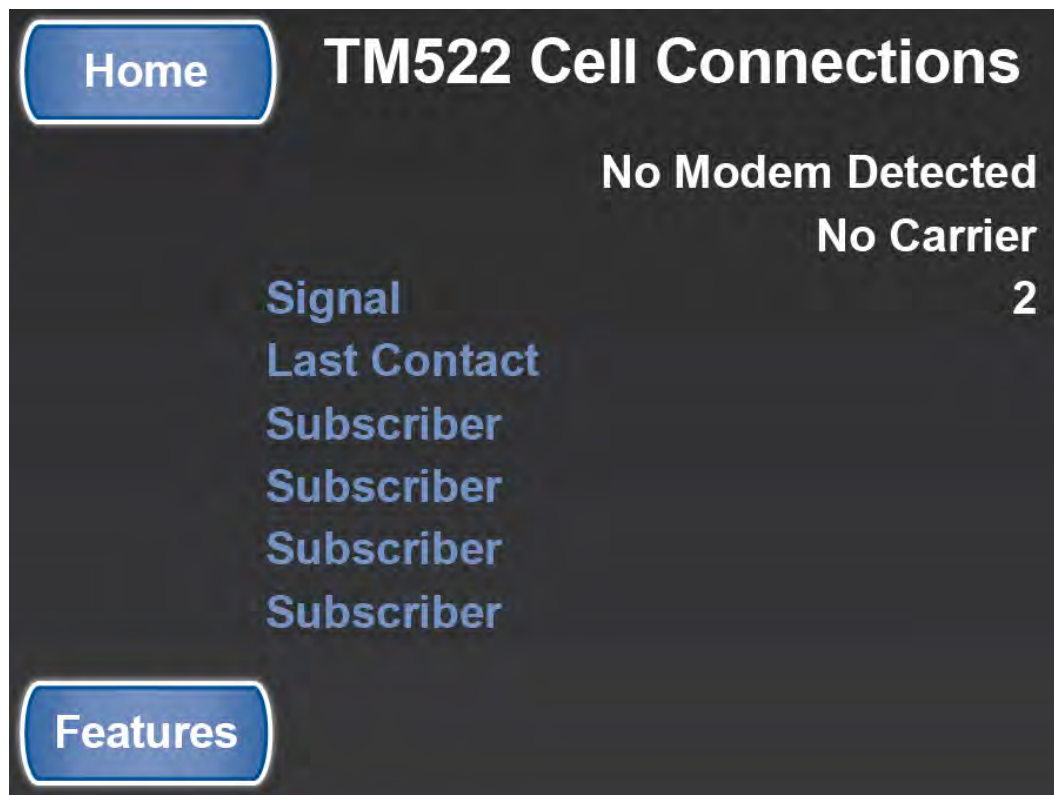 Home
TM522 Cell Connections
No Modem Detected
No Carrier
Signal 2
Last Contact
Subscriber
Subscriber
Subscriber
Subscriber
Features